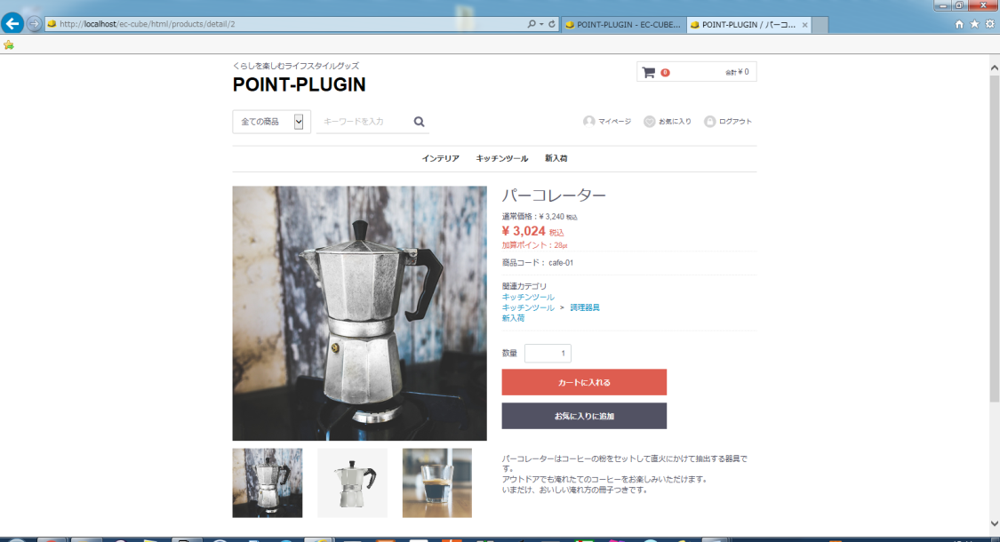 http://localhost/ec-cube/html/products/detail/2
POINT-PLUGIN - EC-CUBE...
POINT-PLUGIN / パーコ...
くらしを楽しむライフスタイルグッズ
POINT-PLUGIN
0
合計 ¥ 0
全ての商品
キーワードを入力
マイページ
お気に入り
ログアウト
インテリア キッチンツール 新入荷
パーコレーター
通常価格：¥ 3,240 税込
¥ 3,024 税込
加算ポイント：28pt
商品コード： cafe-01
関連カテゴリ
キッチンツール
キッチンツール > 調理器具
新入荷
数量 1
カートに入れる
お気に入りに追加
パーコレーターはコーヒーの粉をセットして直火にかけて抽出する器具で
す。
アウトドアでも淹れたてのコーヒーをお楽しみいただけます。
いまだけ、おいしい淹れ方の冊子つきです。